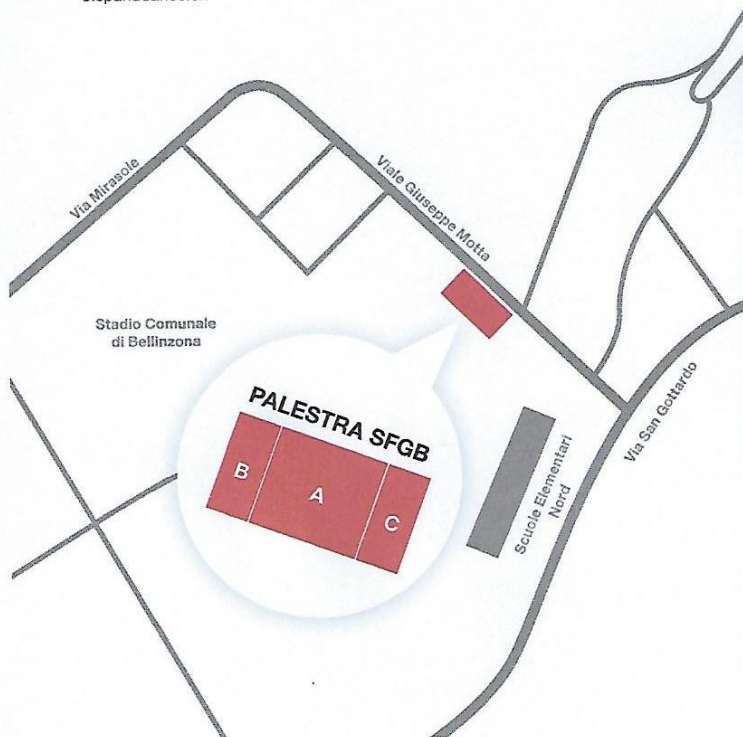 Via Mirasole
Viale Giuseppe Motta
Stadio Comunale
di Bellinzona
PALESTRA SFGB
B
A
C
Scuole Elementari
Nord
Via San Gottardo